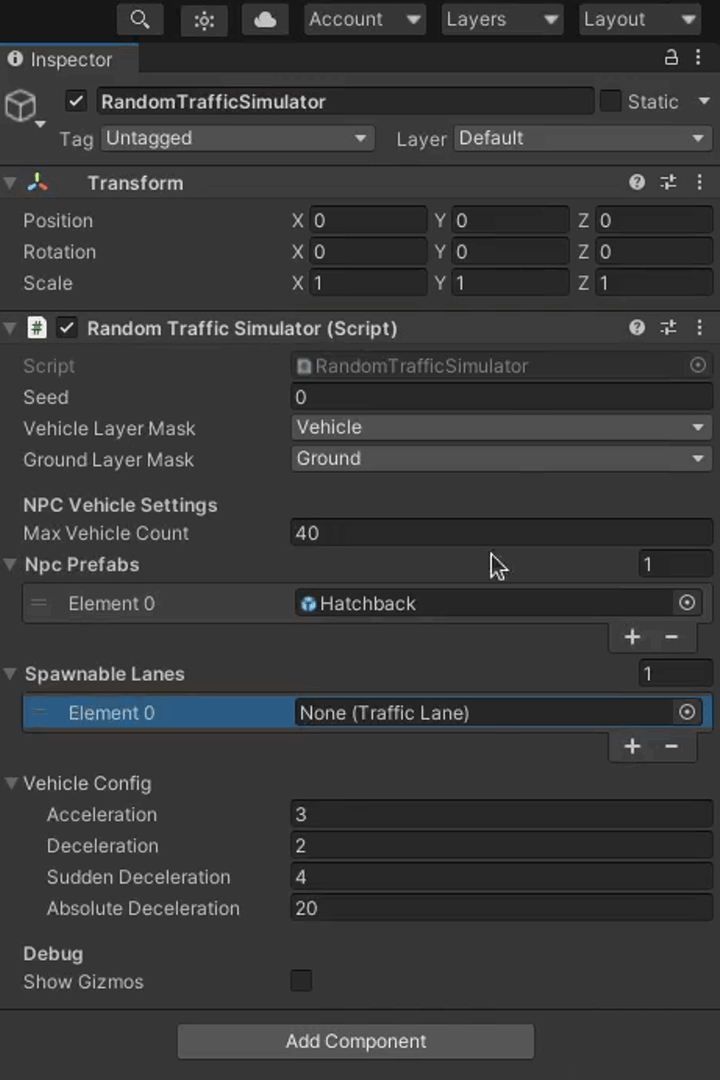 Account Layers Layout
Inspector
RandomTrafficSimulator Static
Tag Untagged Layer Default
Transform
Position X 0 Y 0 Z 0
Rotation X 0 Y 0 Z 0
Scale X 1 Y 1 Z 1
# Random Traffic Simulator (Script)
Script RandomTrafficSimulator
Seed 0
Vehicle Layer Mask Vehicle
Ground Layer Mask Ground
NPC Vehicle Settings
Max Vehicle Count 40
Npc Prefabs 1
Element 0 Hatchback
+ −
Spawnable Lanes 1
Element 0 None (Traffic Lane)
+ −
Vehicle Config
Acceleration 3
Deceleration 2
Sudden Deceleration 4
Absolute Deceleration 20
Debug
Show Gizmos
Add Component